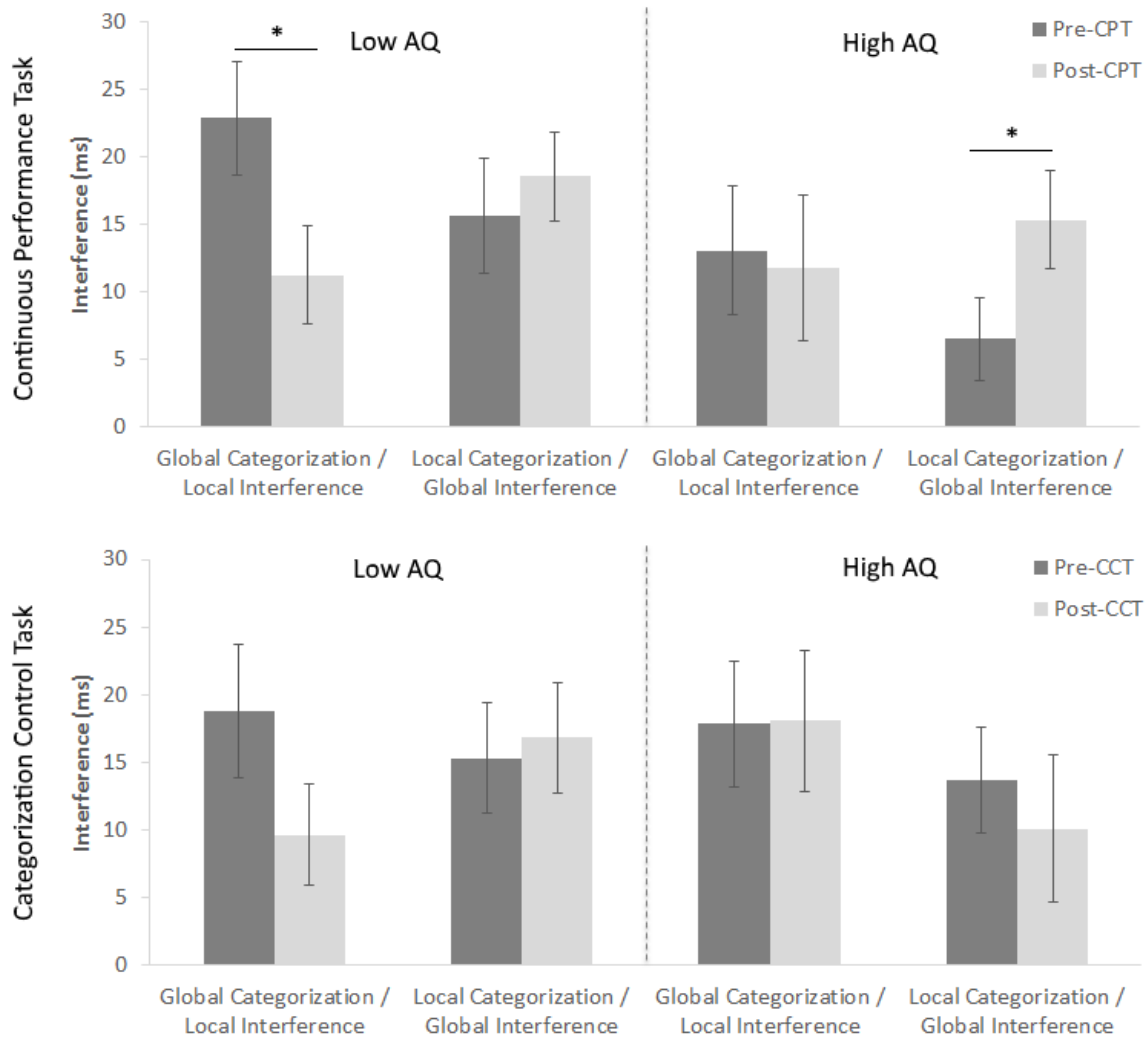 Continuous Performance Task
Interference (ms)
30
25
20
15
10
5
0
Low AQ
High AQ
*
*
Pre-CPT
Post-CPT
Global Categorization /
Local Interference
Local Categorization /
Global Interference
Global Categorization /
Local Interference
Local Categorization /
Global Interference
Categorization Control Task
Interference (ms)
30
25
20
15
10
5
0
Low AQ
High AQ
Pre-CCT
Post-CCT
Global Categorization /
Local Interference
Local Categorization /
Global Interference
Global Categorization /
Local Interference
Local Categorization /
Global Interference